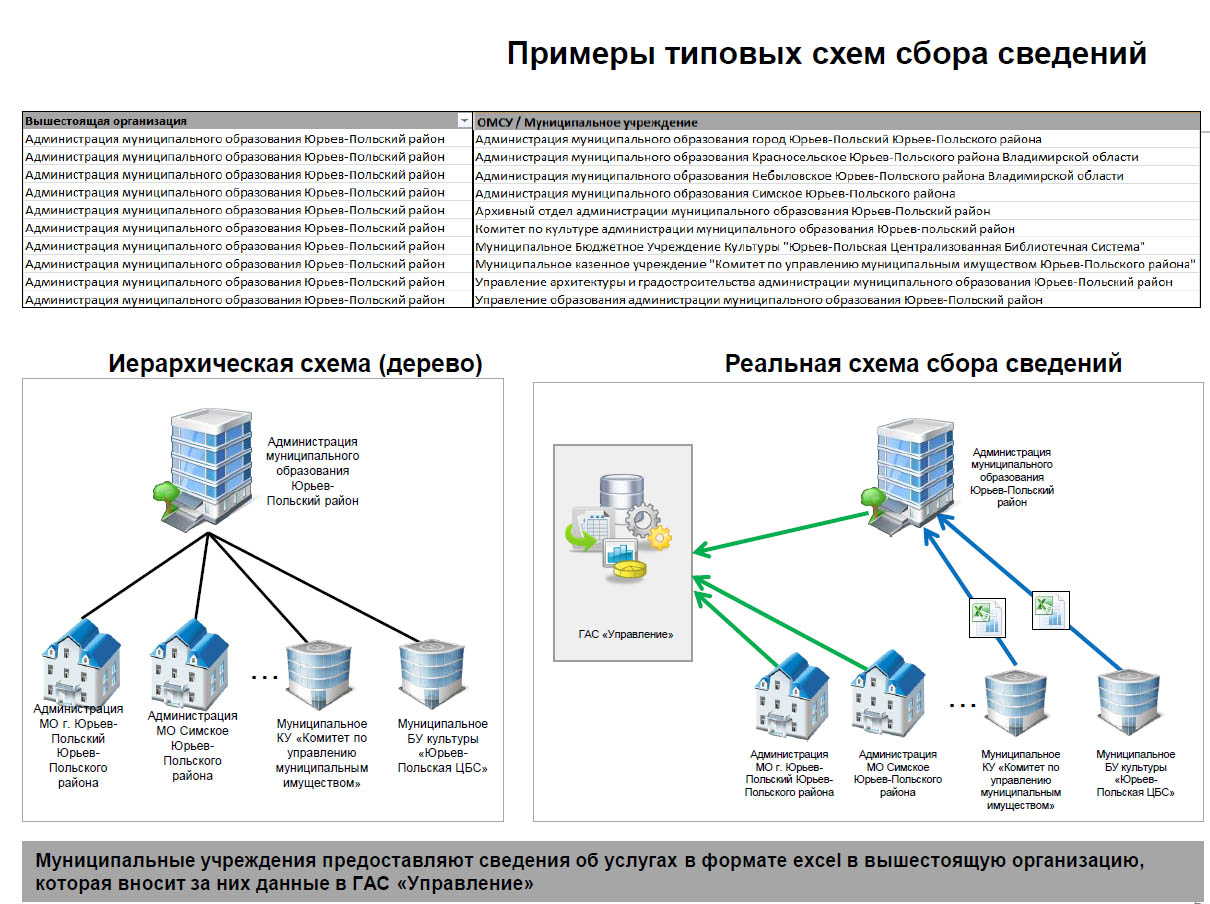 Примеры типовых схем сбора сведений
Вышестоящая организация
ОМСУ / Муниципальное учреждение
Администрация муниципального образования Юрьев-Польский район
Администрация муниципального образования город Юрьев-Польский Юрьев-Польского района
Администрация муниципального образования Юрьев-Польский район
Администрация муниципального образования Красносельское Юрьев-Польского района Владимирской области
Администрация муниципального образования Юрьев-Польский район
Администрация муниципального образования Небыловское Юрьев-Польского района Владимирской области
Администрация муниципального образования Юрьев-Польский район
Администрация муниципального образования Симское Юрьев-Польского района
Администрация муниципального образования Юрьев-Польский район
Архивный отдел администрации муниципального образования Юрьев-Польский район
Администрация муниципального образования Юрьев-Польский район
Комитет по культуре администрации муниципального образования Юрьев-польский район
Администрация муниципального образования Юрьев-Польский район
Муниципальное Бюджетное Учреждение Культуры "Юрьев-Польская Централизованная Библиотечная Система"
Администрация муниципального образования Юрьев-Польский район
Муниципальное казенное учреждение "Комитет по управлению муниципальным имуществом Юрьев-Польского района"
Администрация муниципального образования Юрьев-Польский район
Управление архитектуры и градостроительства администрации муниципального образования Юрьев-Польский район
Администрация муниципального образования Юрьев-Польский район
Управление образования администрации муниципального образования Юрьев-Польский район
Иерархическая схема (дерево)
Администрация
муниципального
образования
Юрьев-
Польский район
...
Администрация
МО г. Юрьев-
Польский
Юрьев-
Польского
района
Администрация
МО Симское
Юрьев-
Польского
района
Муниципальное
КУ «Комитет по
управлению
муниципальным
имуществом»
Муниципальное
БУ культуры
«Юрьев-
Польская ЦБС»
Реальная схема сбора сведений
Администрация
муниципального
образования
Юрьев-Польский
район
ГАС «Управление»
...
Администрация
МО г. Юрьев-
Польский Юрьев-
Польского района
Администрация
МО Симское
Юрьев-Польского
района
Муниципальное
КУ «Комитет по
управлению
муниципальным
имуществом»
Муниципальное
БУ культуры
«Юрьев-
Польская ЦБС»
Муниципальные учреждения предоставляют сведения об услугах в формате excel в вышестоящую организацию,
которая вносит за них данные в ГАС «Управление»